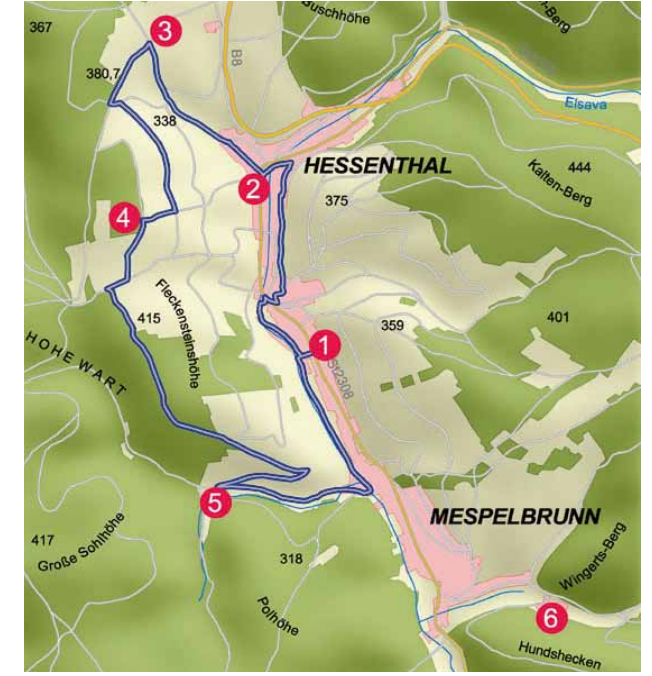 367
3
Buschhöhe
B8
380,7
338
Elsava
HESSENTHAL
2
444
Kalten-Berg
375
4
Fleckensteinshöhe
415
359
401
HOHE WART
1
St2308
5
MESPELBRUNN
417
Große Sohlhöhe
318
Wingerts-Berg
Polhöhe
6
Hundshecken